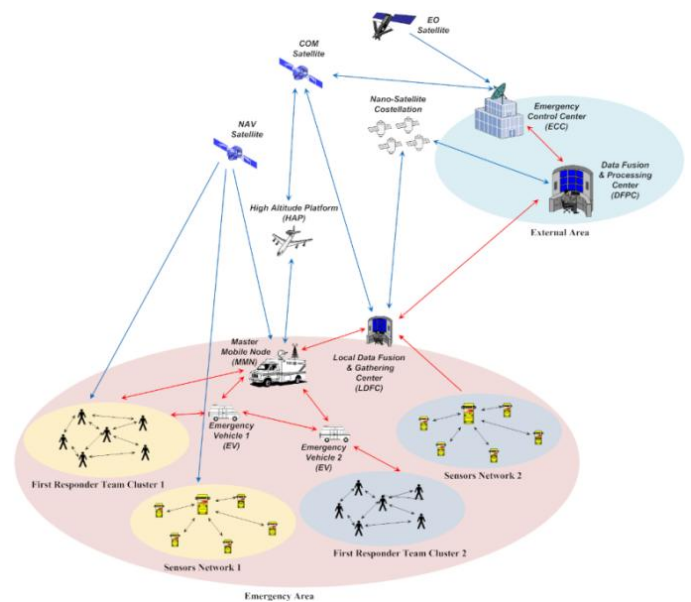 EO
Satellite
COM
Satellite
Nano-Satellite
Costellation
Emergency
Control Center
(ECC)
NAV
Satellite
Data Fusion
& Processing
Center
(DFPC)
High Altitude Platform
(HAP)
External Area
Master
Mobile Node
(MMN)
Local Data Fusion
& Gathering
Center
(LDFC)
Emergency
Vehicle 1
(EV)
Emergency
Vehicle 2
(EV)
First Responder Team Cluster 1
Sensors Network 2
Sensors Network 1
First Responder Team Cluster 2
Emergency Area